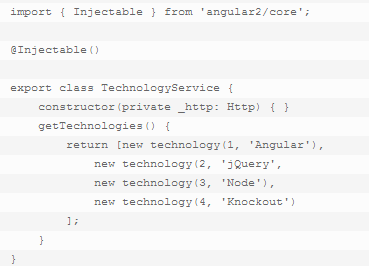 import { Injectable } from 'angular2/core';
@Injectable()
export class TechnologyService {
constructor(private _http: Http) { }
getTechnologies() {
return [new technology(1, 'Angular'),
new technology(2, 'jQuery',
new technology(3, 'Node'),
new technology(4, 'Knockout')
];
}
}